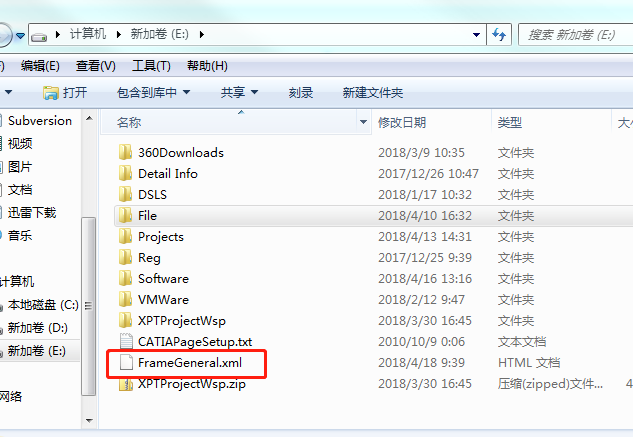 计算机 新加卷 (E:) 搜索 新加卷 (E:)
编辑(E) 查看(V) 工具(T) 帮助(H)
打开 包含到库中 共享 刻录 新建文件夹
Subversion
视频
图片
文档
迅雷下载
音乐
计算机
本地磁盘 (C:)
新加卷 (D:)
新加卷 (E:)
网络
名称 修改日期 类型 大
360Downloads 2018/3/9 10:35 文件夹
Detail Info 2017/12/26 10:47 文件夹
DSLS 2018/1/17 10:32 文件夹
File 2018/4/10 16:32 文件夹
Projects 2018/4/13 14:31 文件夹
Reg 2017/12/25 9:39 文件夹
Software 2018/4/16 13:16 文件夹
VMWare 2018/2/12 9:47 文件夹
XPTProjectWsp 2018/3/30 16:45 文件夹
CATIAPageSetup.txt 2010/10/9 0:06 文本文档
FrameGeneral.xml 2018/4/18 9:39 HTML 文档
XPTProjectWsp.zip 2018/3/30 16:45 压缩(zipped)文件... 4